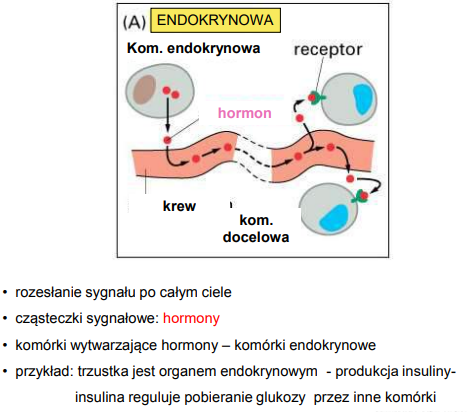 (A) ENDOKRYNOWA
Kom. endokrynowa
receptor
hormon
krew
kom.
docelowa
• rozesłanie sygnału po całym ciele
• cząsteczki sygnałowe: hormony
• komórki wytwarzające hormony – komórki endokrynowe
• przykład: trzustka jest organem endokrynowym - produkcja insuliny-
insulina reguluje pobieranie glukozy przez inne komórki